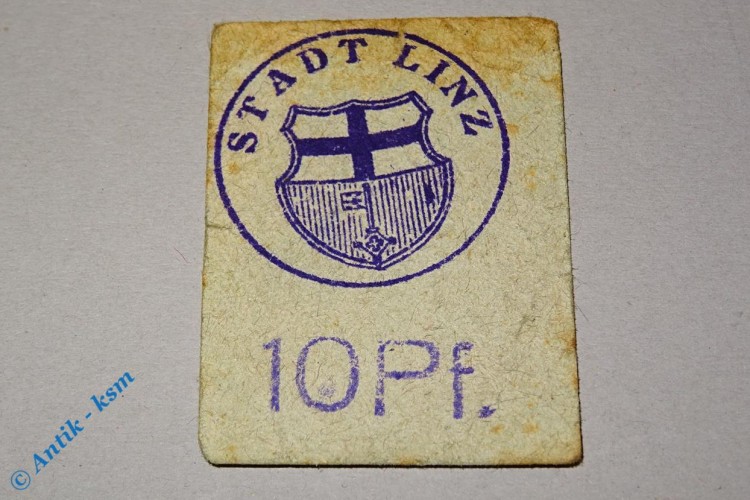 STADT LINZ
10Pf.
© Antik - ksm